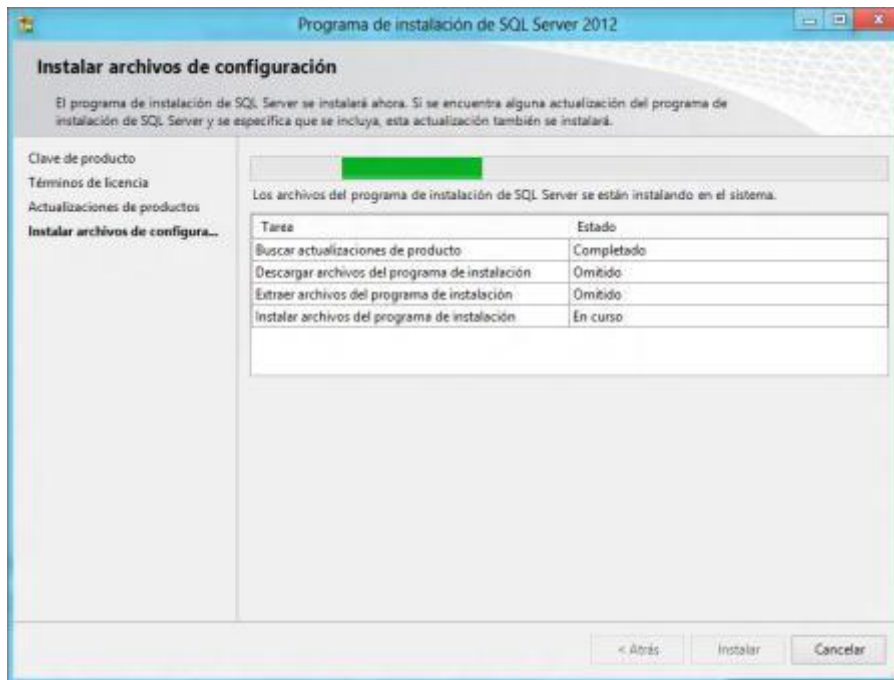 Programa de instalación de SQL Server 2012
Instalar archivos de configuración
El programa de instalación de SQL Server se instalará ahora. Si se encuentra alguna actualización del programa de
instalación de SQL Server y se especifica que se incluya, esta actualización también se instalará.
Clave de producto
Términos de licencia
Actualizaciones de productos
Instalar archivos de configura...
Los archivos del programa de instalación de SQL Server se están instalando en el sistema.
Tarea Estado
Buscar actualizaciones de producto Completado
Descargar archivos del programa de instalación Omitido
Extraer archivos del programa de instalación Omitido
Instalar archivos del programa de instalación En curso
< Atrás Instalar Cancelar